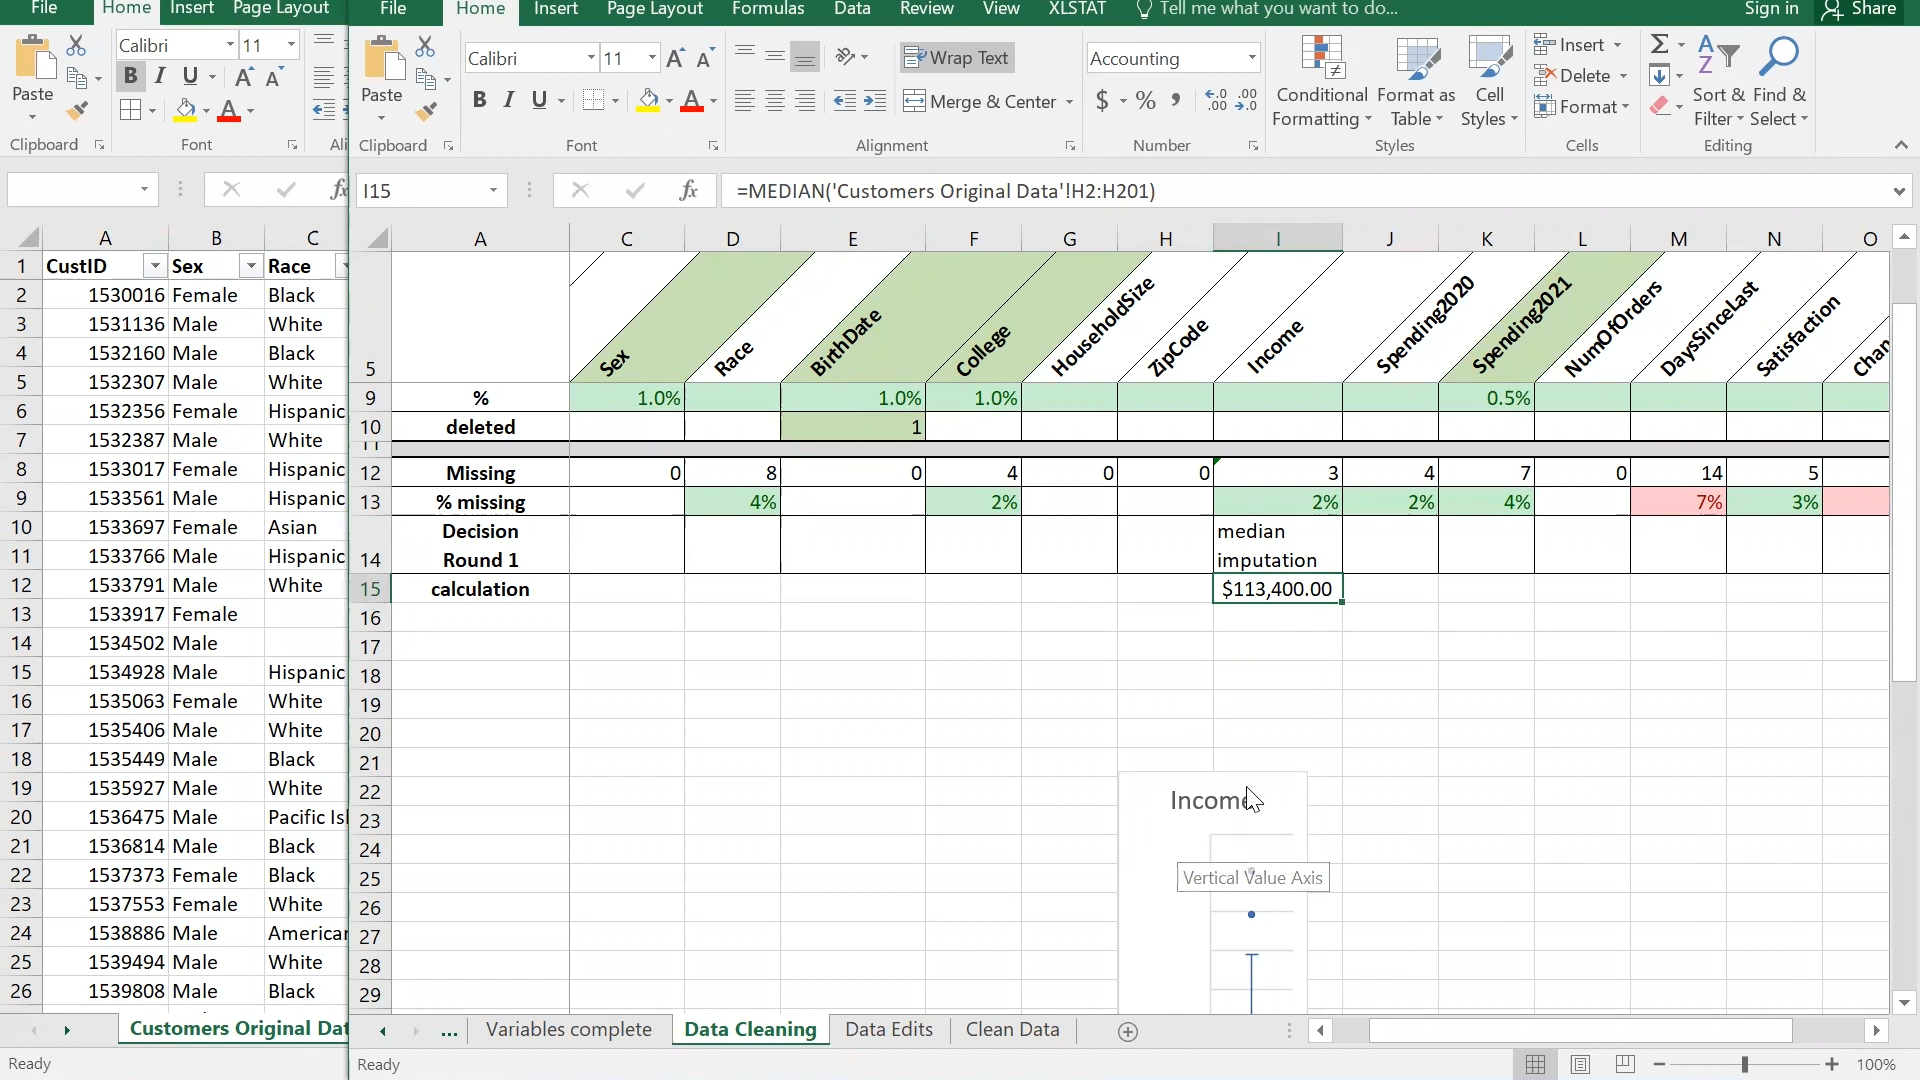 File Home Insert Page Layout
File Home Insert Page Layout Formulas Data Review View XLSTAT Tell me what you want to do... Sign in Share
Calibri 11
Paste
B I U A A A
Clipboard Font
Calibri 11 A A
Paste
B I U A
Clipboard Font
Wrap Text
Merge & Center
Alignment
Accounting
$ % , .00 .00
Number
Conditional Formatting
Format as Table
Cell Styles
Styles
Insert
Delete
Format
Cells
Sort & Filter
Find & Select
Editing
fx
I15 fx =MEDIAN('Customers Original Data'!H2:H201)
A B C
1 CustID Sex Race
2 1530016 Female Black
3 1531136 Male White
4 1532160 Male Black
5 1532307 Male White
6 1532356 Female Hispanic
7 1532387 Male White
8 1533017 Female Hispanic
9 1533561 Male Hispanic
10 1533697 Female Asian
11 1533766 Male Hispanic
12 1533791 Male White
13 1533917 Female
14 1534502 Male
15 1534928 Male Hispanic
16 1535063 Female White
17 1535406 Male White
18 1535449 Male Black
19 1535927 Male White
20 1536475 Male Pacific Isl
21 1536814 Male Black
22 1537373 Female Black
23 1537553 Female White
24 1538886 Male American
25 1539494 Male White
26 1539808 Male Black
Customers Original Dat
Ready
A C D E F G H I J K L M N O
5 Sex Race BirthDate College HouseholdSize ZipCode Income Spending2020 Spending2021 NumOfOrders DaysSinceLast Satisfaction Chan
9 % 1.0% 1.0% 1.0% 0.5%
10 deleted 1
11
12 Missing 0 8 0 4 0 0 3 4 7 0 14 5
13 % missing 4% 2% 2% 2% 4% 7% 3%
14 Decision Round 1 median imputation
15 calculation $113,400.00
16
17
18
19
20
21
22
23
24
25
26
27
28
29
Income
Vertical Value Axis
... Variables complete Data Cleaning Data Edits Clean Data
Ready 100%